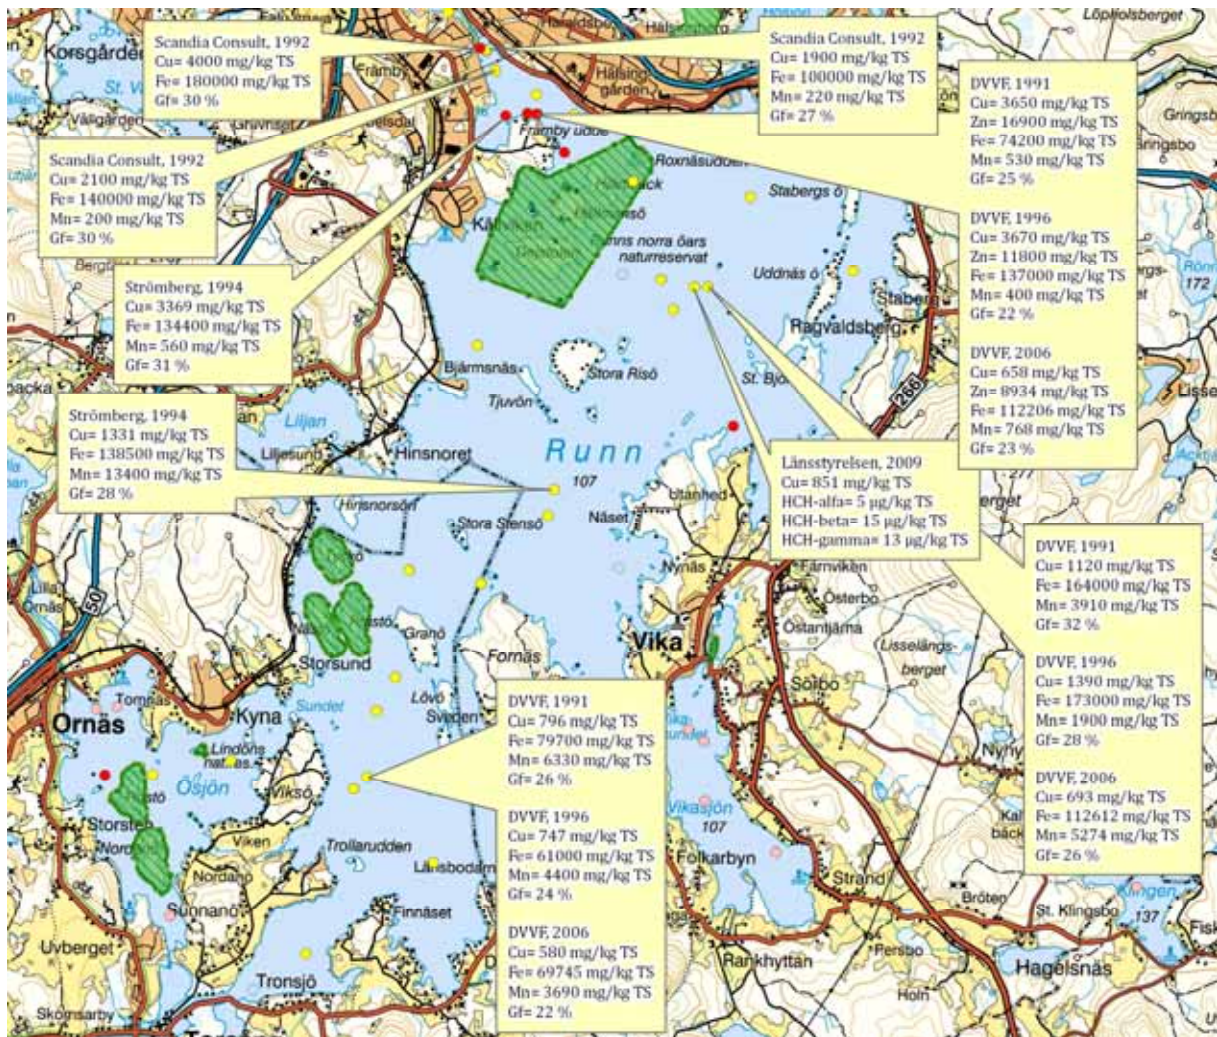 Scandia Consult, 1992
Cu= 4000 mg/kg TS
Fe= 180000 mg/kg TS
Gf= 30 %
Scandia Consult, 1992
Cu= 1900 mg/kg TS
Fe= 100000 mg/kg TS
Mn= 220 mg/kg TS
Gf= 27 %
DVVF, 1991
Cu= 3650 mg/kg TS
Zn= 16900 mg/kg TS
Fe= 74200 mg/kg TS
Mn= 530 mg/kg TS
Gf= 25 %
DVVF, 1996
Cu= 3670 mg/kg TS
Zn= 11800 mg/kg TS
Fe= 137000 mg/kg TS
Mn= 400 mg/kg TS
Gf= 22 %
DVVF, 2006
Cu= 658 mg/kg TS
Zn= 8934 mg/kg TS
Fe= 112206 mg/kg TS
Mn= 768 mg/kg TS
Gf= 23 %
Scandia Consult, 1992
Cu= 2100 mg/kg TS
Fe= 140000 mg/kg TS
Mn= 200 mg/kg TS
Gf= 30 %
Strömberg, 1994
Cu= 3369 mg/kg TS
Fe= 134400 mg/kg TS
Mn= 560 mg/kg TS
Gf= 31 %
Strömberg, 1994
Cu= 1331 mg/kg TS
Fe= 138500 mg/kg TS
Mn= 13400 mg/kg TS
Gf= 28 %
Länsstyrelsen, 2009
Cu= 851 mg/kg TS
HCH-alfa= 5 µg/kg TS
HCH-beta= 15 µg/kg TS
HCH-gamma= 13 µg/kg TS
DVVF, 1991
Cu= 1120 mg/kg TS
Fe= 164000 mg/kg TS
Mn= 3910 mg/kg TS
Gf= 32 %
DVVF, 1996
Cu= 1390 mg/kg TS
Fe= 173000 mg/kg TS
Mn= 1900 mg/kg TS
Gf= 28 %
DVVF, 2006
Cu= 693 mg/kg TS
Fe= 112612 mg/kg TS
Mn= 5274 mg/kg TS
Gf= 26 %
DVVF, 1991
Cu= 796 mg/kg TS
Fe= 79700 mg/kg TS
Mn= 6330 mg/kg TS
Gf= 26 %
DVVF, 1996
Cu= 747 mg/kg TS
Fe= 61000 mg/kg TS
Mn= 4400 mg/kg TS
Gf= 24 %
DVVF, 2006
Cu= 580 mg/kg TS
Fe= 69745 mg/kg TS
Mn= 3690 mg/kg TS
Gf= 22 %
Löpholsberget
Främby
Hälsing-
gården
Främby udde
Vällgården
Roxnäsudden
Stabergs ö
norra öars
naturreservat
Uddnäs ö
Staberg
172
Ragvaldsberg
Bjärmsnäs
Stora Risö
Tjuvön
266
Liljan
Liljesund
Hinsnoret
Runn
107
277
Stora Stensö
Näset
Nynäs
Färnviken
Österbo
Östantjärna
Lisselängs-
berget
Lilla
Ornäs
50
Granö
Fornäs
Vika
Storsund
Sörbo
Lövö
Sveden
Sundet
Tomnäs
Ornäs
Kyna
Lindöns
Ösjön
Viksö
Vikasjön
107
Viken
Trollarudden
Folkarbyn
Nordanö
Sunnanö
Finnäset
Strand
Bröten
St. Klingsbo
Klingen
137
Uvberget
Rankhyttan
Persbo
Hagelsnäs
Tronsjö
Holn
Skomsarby